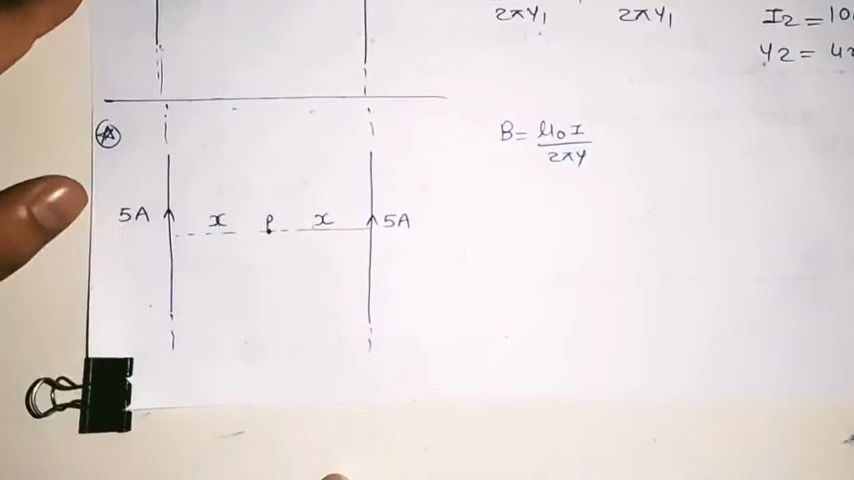 2πY₁ 2πY₁
I₂ = 10
Y₂ = 4
B = μ₀I
2πY
5A x P x 5A